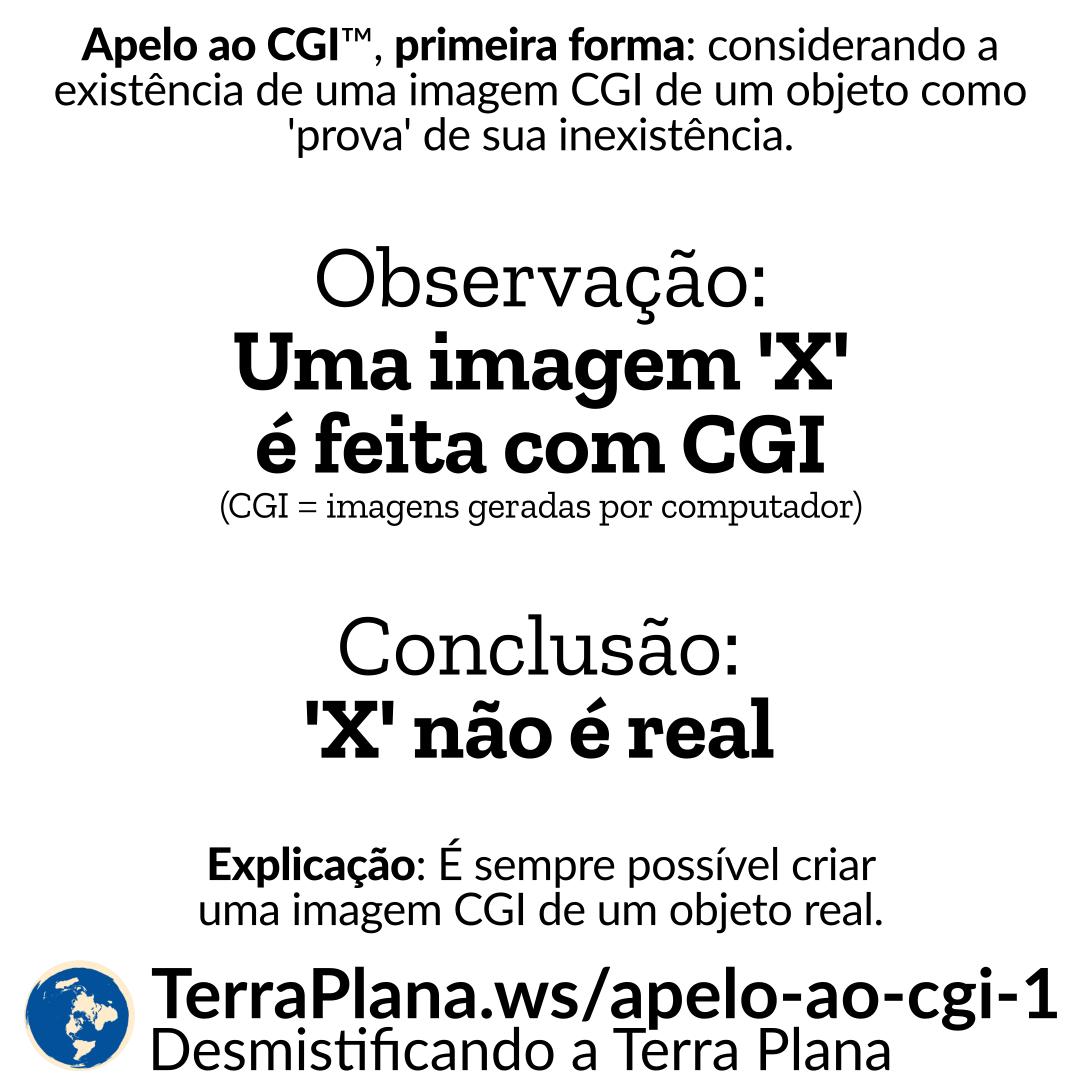 Apelo ao CGI™, primeira forma: considerando a
existência de uma imagem CGI de um objeto como
'prova' de sua inexistência.
Observação:
Uma imagem 'X'
é feita com CGI
(CGI = imagens geradas por computador)
Conclusão:
'X' não é real
Explicação: É sempre possível criar
uma imagem CGI de um objeto real.
TerraPlana.ws/apelo-ao-cgi-1
Desmistificando a Terra Plana